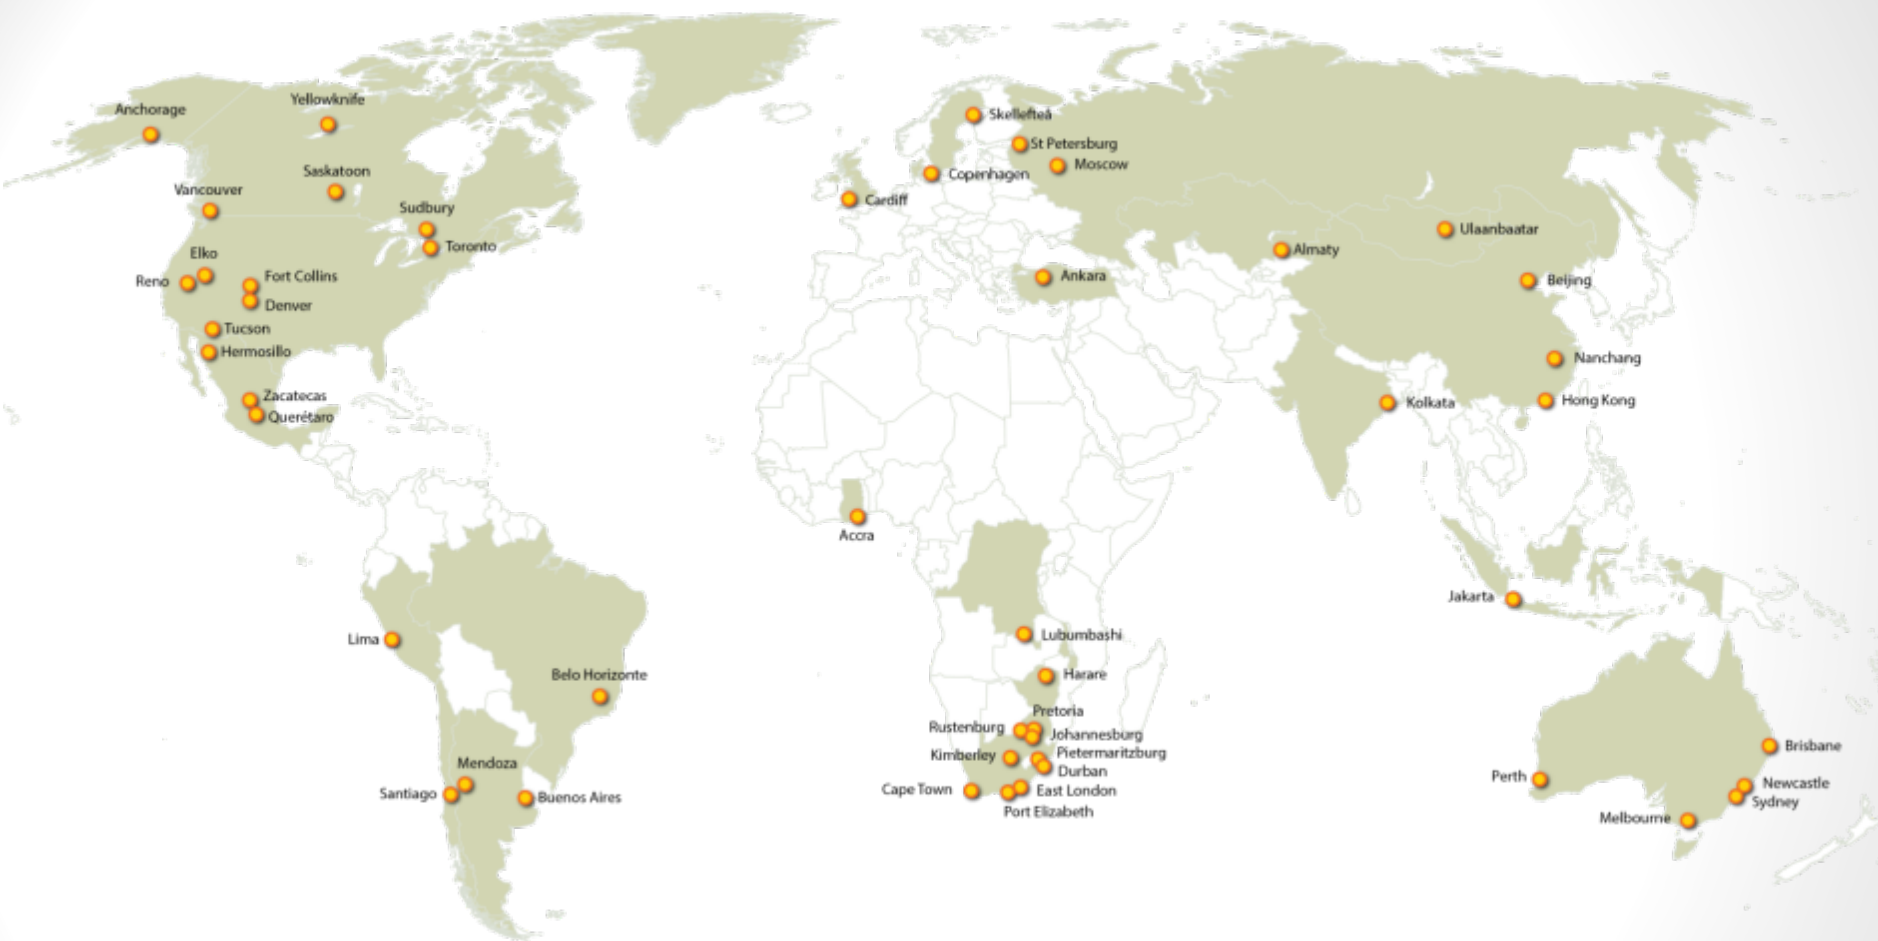 Anchorage
Yellowknife
Saskatoon
Vancouver
Sudbury
Toronto
Elko
Reno
Fort Collins
Denver
Tucson
Hermosillo
Zacatecas
Querétaro
Lima
Belo Horizonte
Mendoza
Santiago
Buenos Aires
Skellefteå
St Petersburg
Moscow
Copenhagen
Cardiff
Ankara
Accra
Lubumbashi
Harare
Pretoria
Rustenburg
Johannesburg
Kimberley
Pietermaritzburg
Durban
Cape Town
East London
Port Elizabeth
Almaty
Ulaanbaatar
Beijing
Nanchang
Hong Kong
Kolkata
Jakarta
Brisbane
Perth
Newcastle
Sydney
Melbourne